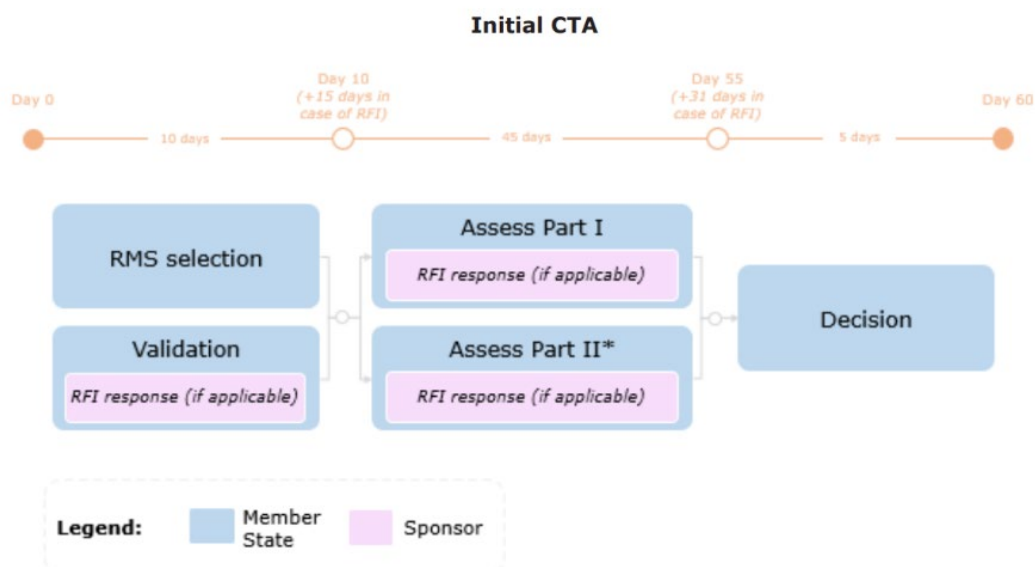 Initial CTA
Day 0
Day 10
(+15 days in
case of RFI)
Day 55
(+31 days in
case of RFI)
Day 60
10 days
45 days
5 days
RMS selection
Assess Part I
RFI response (if applicable)
Decision
Validation
RFI response (if applicable)
Assess Part II*
RFI response (if applicable)
Legend:
Member
State
Sponsor